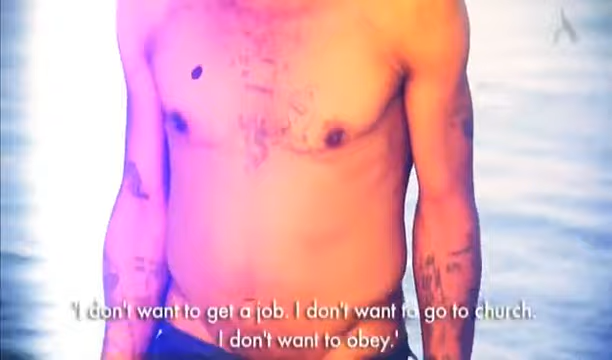 'I don't want to get a job. I don't want to go to church.
I don't want to obey.'